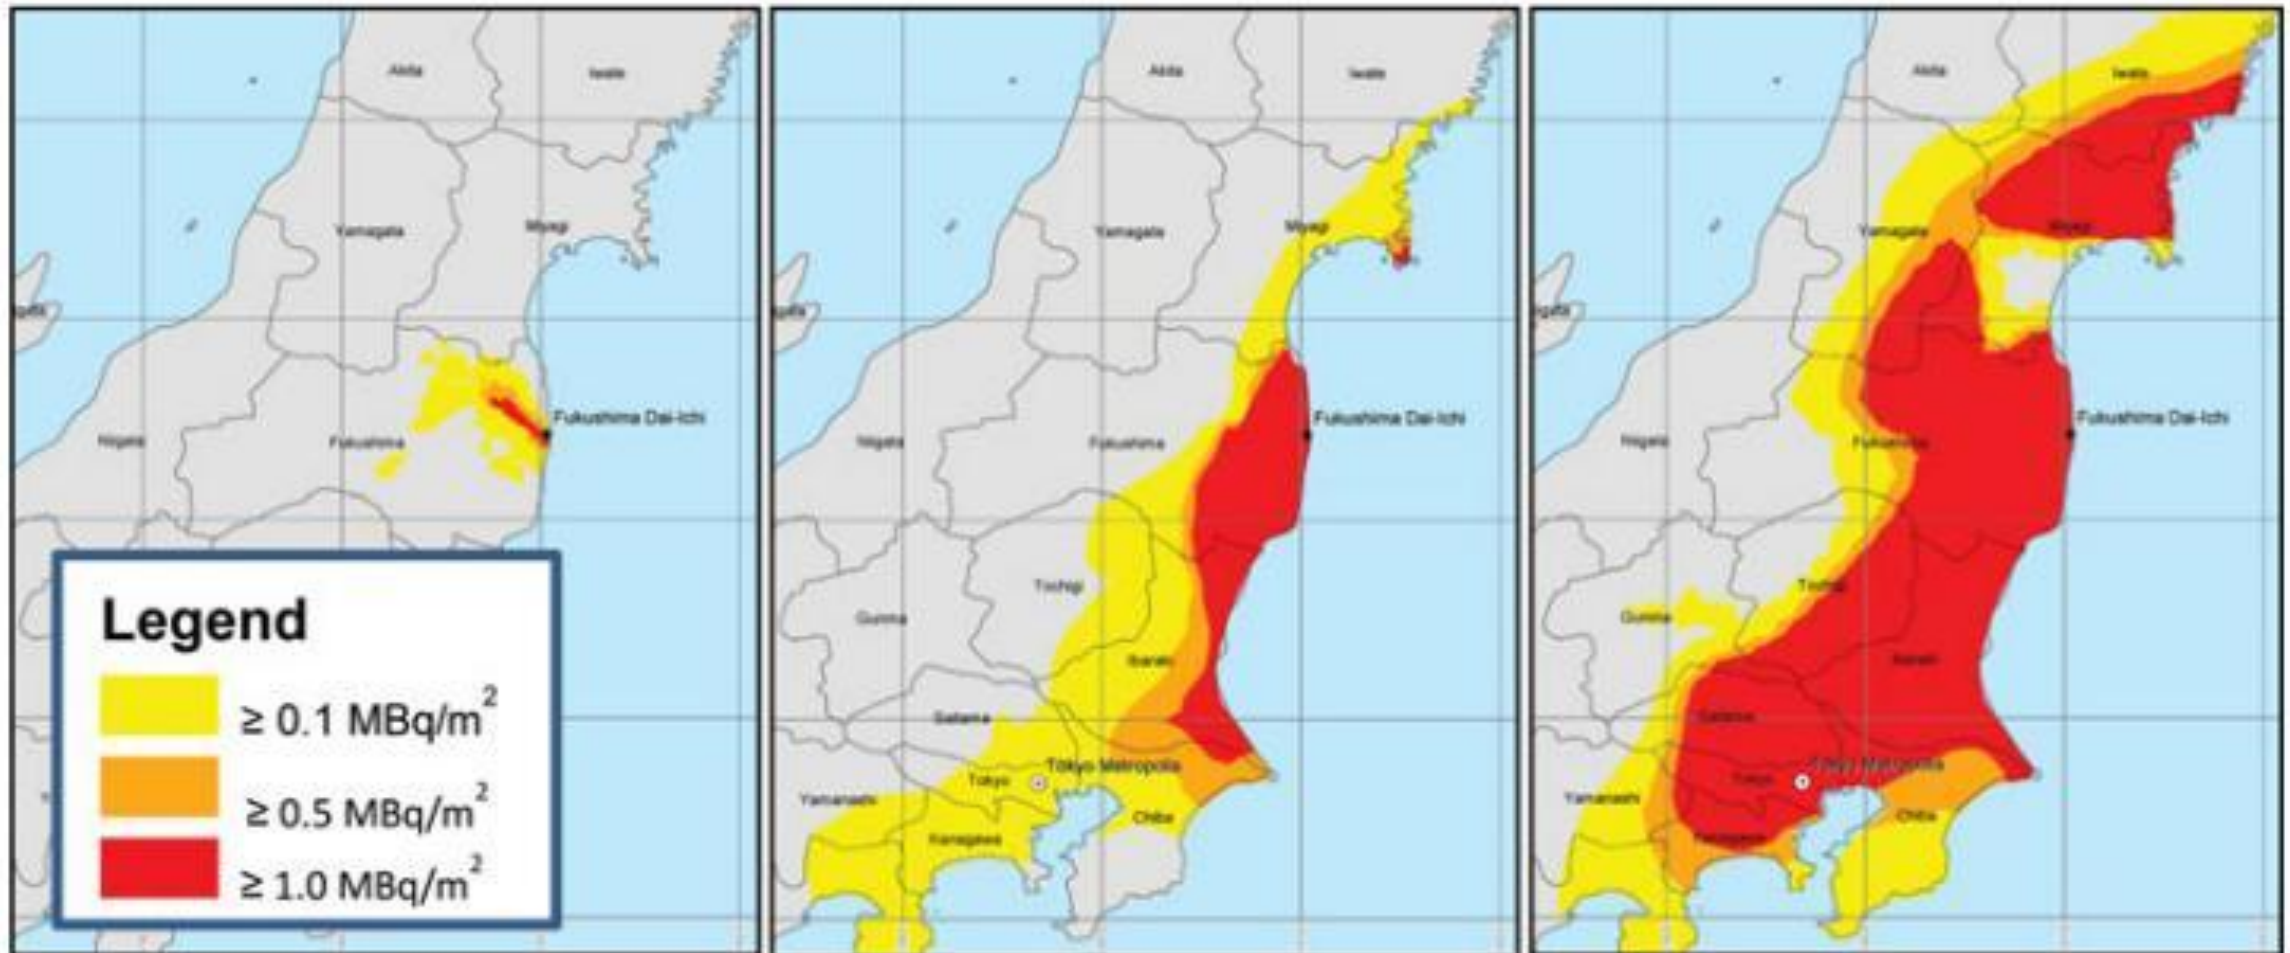 Akita
Iwate
Yamagata
Miyagi
Fukushima Dai-Ichi
Niigata
Fukushima
Legend
≥ 0.1 MBq/m²
≥ 0.5 MBq/m²
≥ 1.0 MBq/m²
Akita
Iwate
Yamagata
Miyagi
Fukushima Dai-Ichi
Niigata
Fukushima
Tochigi
Gunma
Ibaraki
Saitama
Tokyo Metropolis
Tokyo
Yamanashi
Chiba
Kanagawa
Akita
Iwate
Yamagata
Miyagi
Fukushima Dai-Ichi
Niigata
Fukushima
Tochigi
Gunma
Ibaraki
Saitama
Tokyo Metropolis
Tokyo
Yamanashi
Chiba
Kanagawa